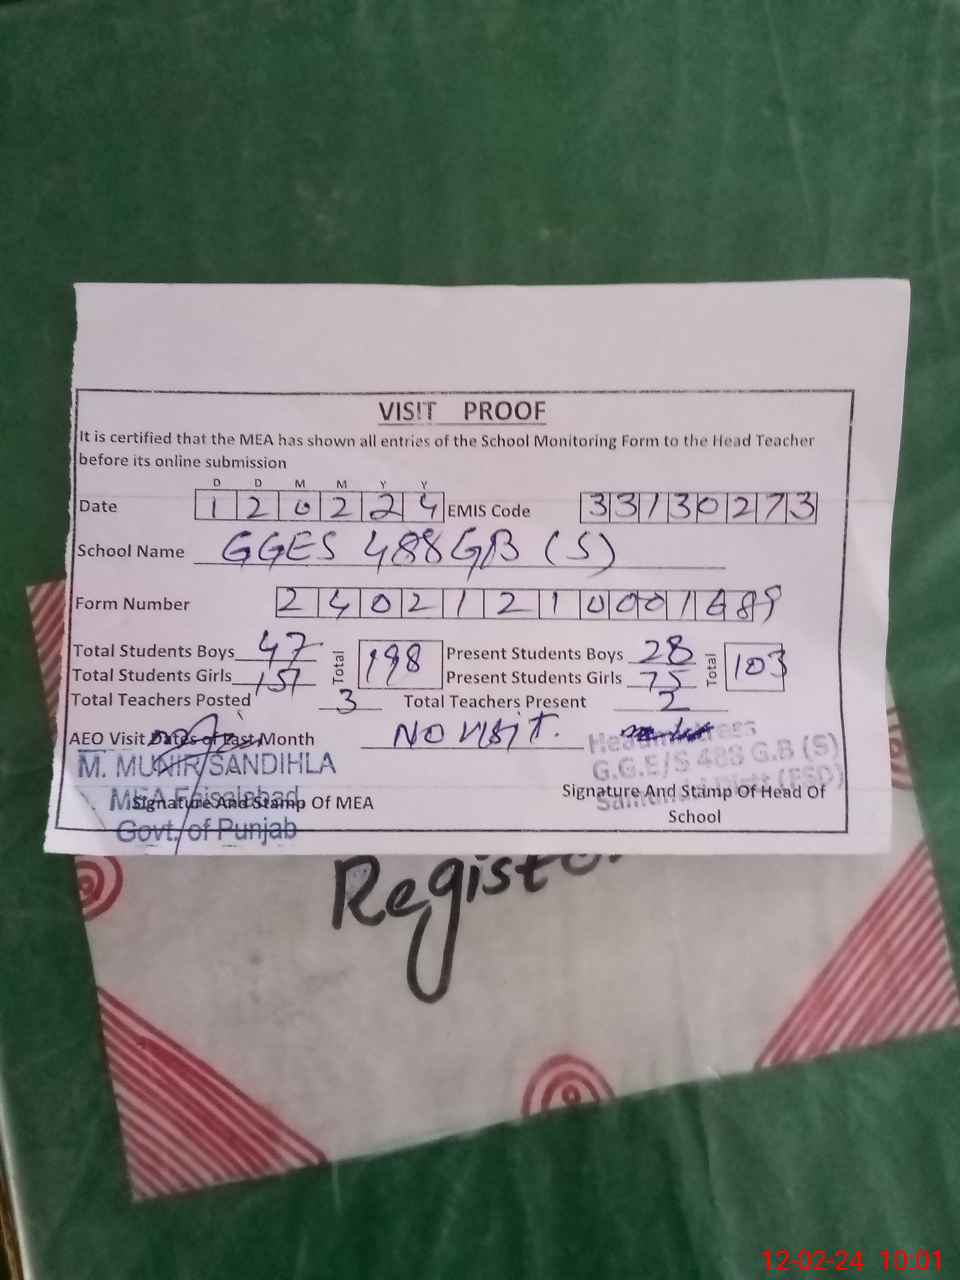 VISIT PROOF
It is certified that the MEA has shown all entries of the School Monitoring Form to the Head Teacher
before its online submission
D D M M Y Y
Date 1 2 0 2 2 4 EMIS Code 3 3 1 3 0 2 7 3
School Name GGES 488 GB (S)
Form Number 2 4 0 2 1 2 1 0 0 0 1 6 8 9
Total Students Boys 47 Total 198 Present Students Boys 28 Total 103
Total Students Girls 151 Present Students Girls 75
Total Teachers Posted 3 Total Teachers Present 2
AEO Visit Dates of Last Month NO VISIT.
M. MUNIR SANDIHLA
MEA Faisalabad
Govt. of Punjab
Signature And Stamp Of MEA
Headmistress
G.G.E/S 488 G.B (S)
Signature And Stamp Of Head Of
School
Register
12-02-24 10:01